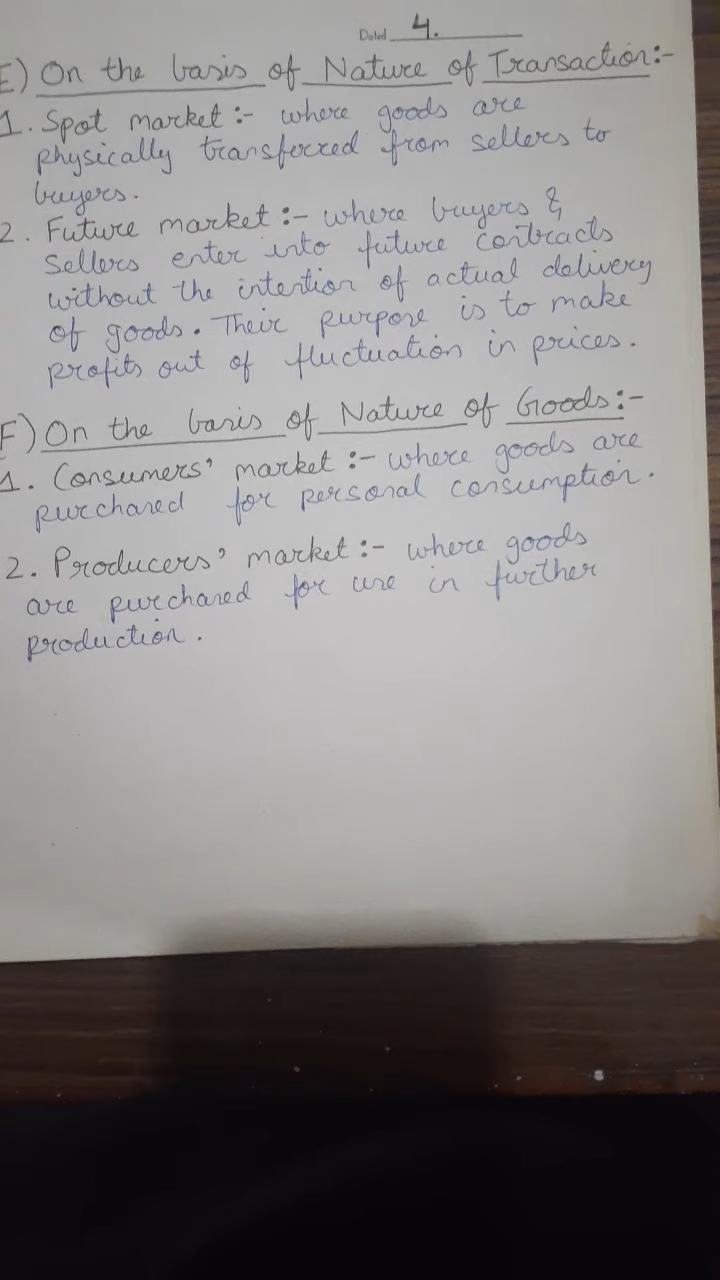 Dated 4.
E) On the basis of Nature of Transaction:-
1. Spot market :- where goods are
physically transferred from sellers to
buyers.
2. Future market :- where buyers &
sellers enter into future contracts
without the intention of actual delivery
of goods. Their purpose is to make
profits out of fluctuation in prices.
F) On the basis of Nature of Goods:-
1. Consumers' market :- where goods are
purchased for personal consumption.
2. Producers' market :- where goods
are purchased for use in further
production.